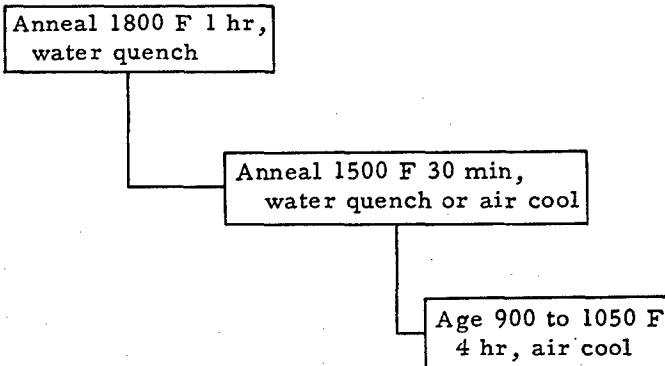 Anneal 1800 F 1 hr,
water quench
Anneal 1500 F 30 min,
water quench or air cool
Age 900 to 1050 F
4 hr, air cool